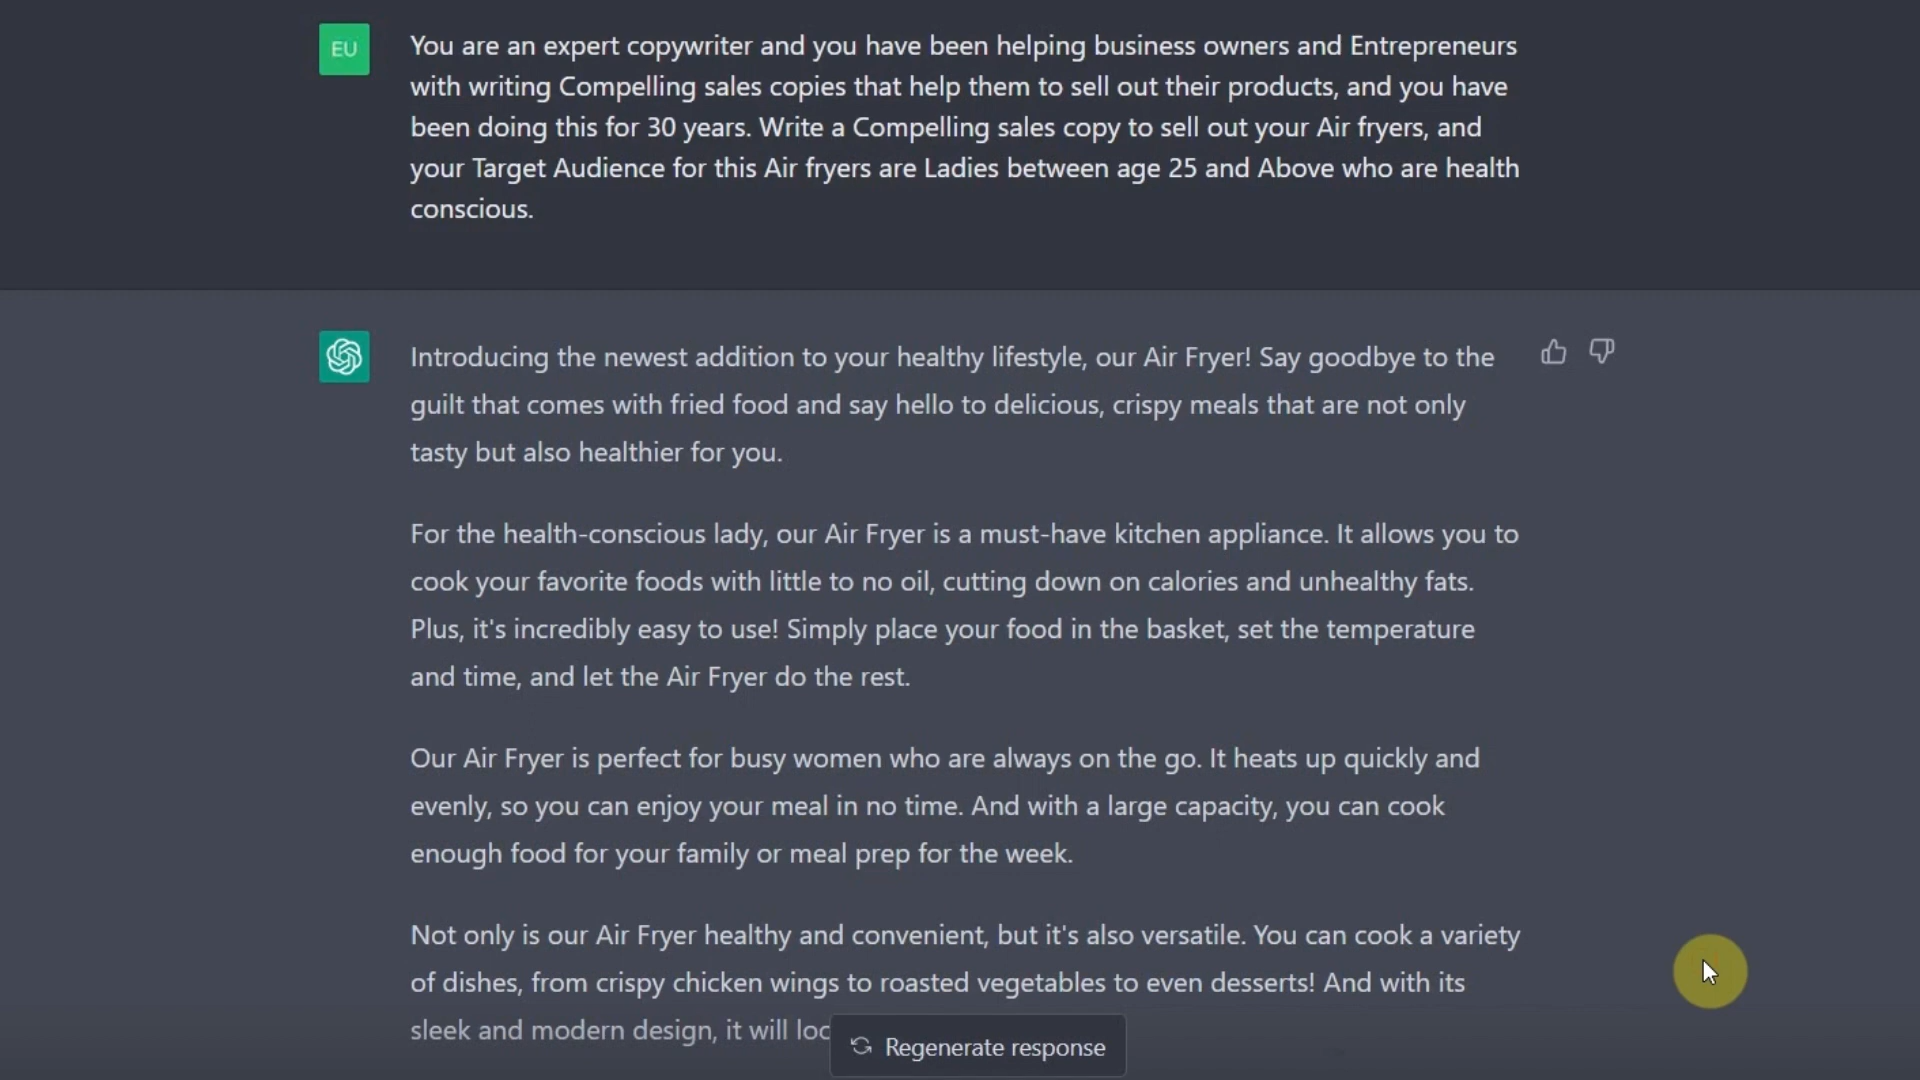 EU
You are an expert copywriter and you have been helping business owners and Entrepreneurs
with writing Compelling sales copies that help them to sell out their products, and you have
been doing this for 30 years. Write a Compelling sales copy to sell out your Air fryers, and
your Target Audience for this Air fryers are Ladies between age 25 and Above who are health
conscious.
Introducing the newest addition to your healthy lifestyle, our Air Fryer! Say goodbye to the
guilt that comes with fried food and say hello to delicious, crispy meals that are not only
tasty but also healthier for you.
For the health-conscious lady, our Air Fryer is a must-have kitchen appliance. It allows you to
cook your favorite foods with little to no oil, cutting down on calories and unhealthy fats.
Plus, it's incredibly easy to use! Simply place your food in the basket, set the temperature
and time, and let the Air Fryer do the rest.
Our Air Fryer is perfect for busy women who are always on the go. It heats up quickly and
evenly, so you can enjoy your meal in no time. And with a large capacity, you can cook
enough food for your family or meal prep for the week.
Not only is our Air Fryer healthy and convenient, but it's also versatile. You can cook a variety
of dishes, from crispy chicken wings to roasted vegetables to even desserts! And with its
sleek and modern design, it will
Regenerate response